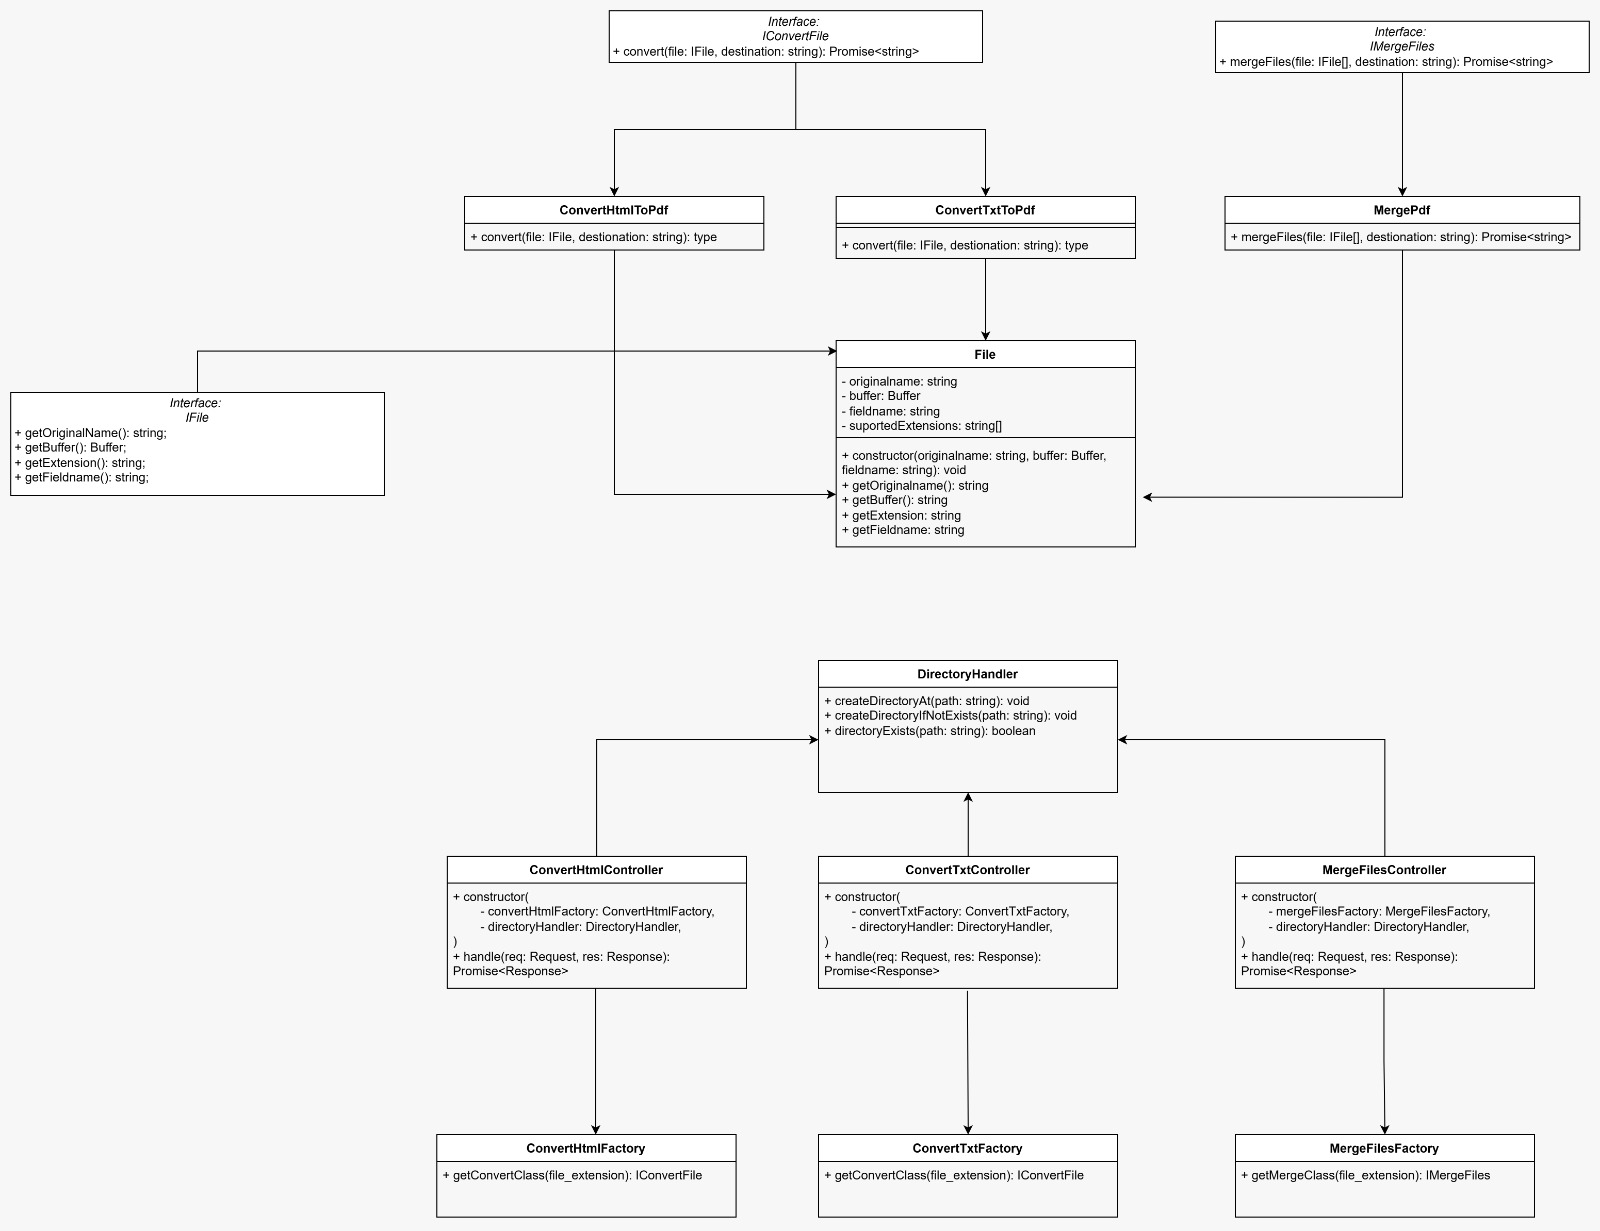 Interface:
IConvertFile
+ convert(file: IFile, destination: string): Promise<string>
Interface:
IMergeFiles
+ mergeFiles(file: IFile[], destination: string): Promise<string>
ConvertHtmlToPdf
+ convert(file: IFile, destionation: string): type
ConvertTxtToPdf
+ convert(file: IFile, destionation: string): type
MergePdf
+ mergeFiles(file: IFile[], destionation: string): Promise<string>
Interface:
IFile
+ getOriginalName(): string;
+ getBuffer(): Buffer;
+ getExtension(): string;
+ getFieldname(): string;
File
- originalname: string
- buffer: Buffer
- fieldname: string
- suportedExtensions: string[]
+ constructor(originalname: string, buffer: Buffer,
fieldname: string): void
+ getOriginalname(): string
+ getBuffer(): string
+ getExtension: string
+ getFieldname: string
DirectoryHandler
+ createDirectoryAt(path: string): void
+ createDirectoryIfNotExists(path: string): void
+ directoryExists(path: string): boolean
ConvertHtmlController
+ constructor(
- convertHtmlFactory: ConvertHtmlFactory,
- directoryHandler: DirectoryHandler,
)
+ handle(req: Request, res: Response):
Promise<Response>
ConvertTxtController
+ constructor(
- convertTxtFactory: ConvertTxtFactory,
- directoryHandler: DirectoryHandler,
)
+ handle(req: Request, res: Response):
Promise<Response>
MergeFilesController
+ constructor(
- mergeFilesFactory: MergeFilesFactory,
- directoryHandler: DirectoryHandler,
)
+ handle(req: Request, res: Response):
Promise<Response>
ConvertHtmlFactory
+ getConvertClass(file_extension): IConvertFile
ConvertTxtFactory
+ getConvertClass(file_extension): IConvertFile
MergeFilesFactory
+ getMergeClass(file_extension): IMergeFiles